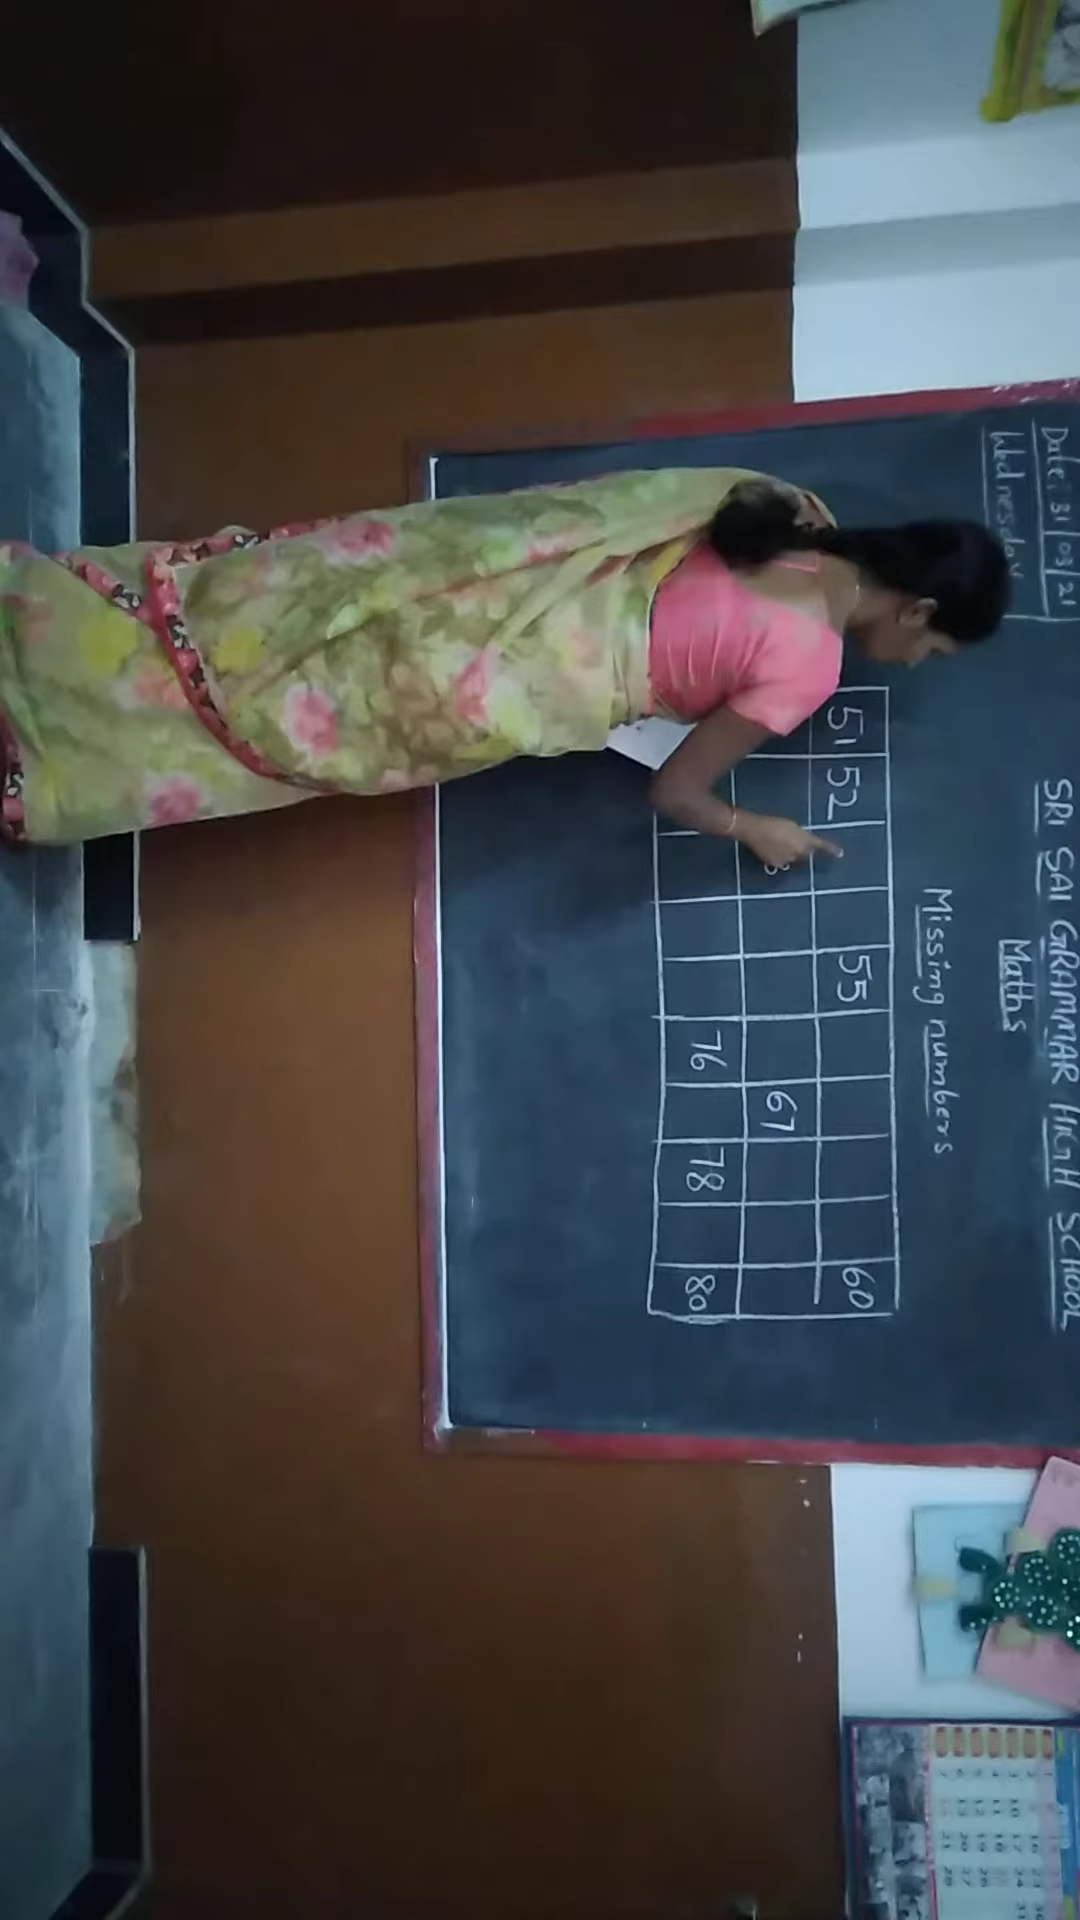 Date: 31/03/21
Wednesday
SRI SAI GRAMMAR HIGH SCHOOL
Maths
Missing numbers
51 52 55 60
67
76 78 80